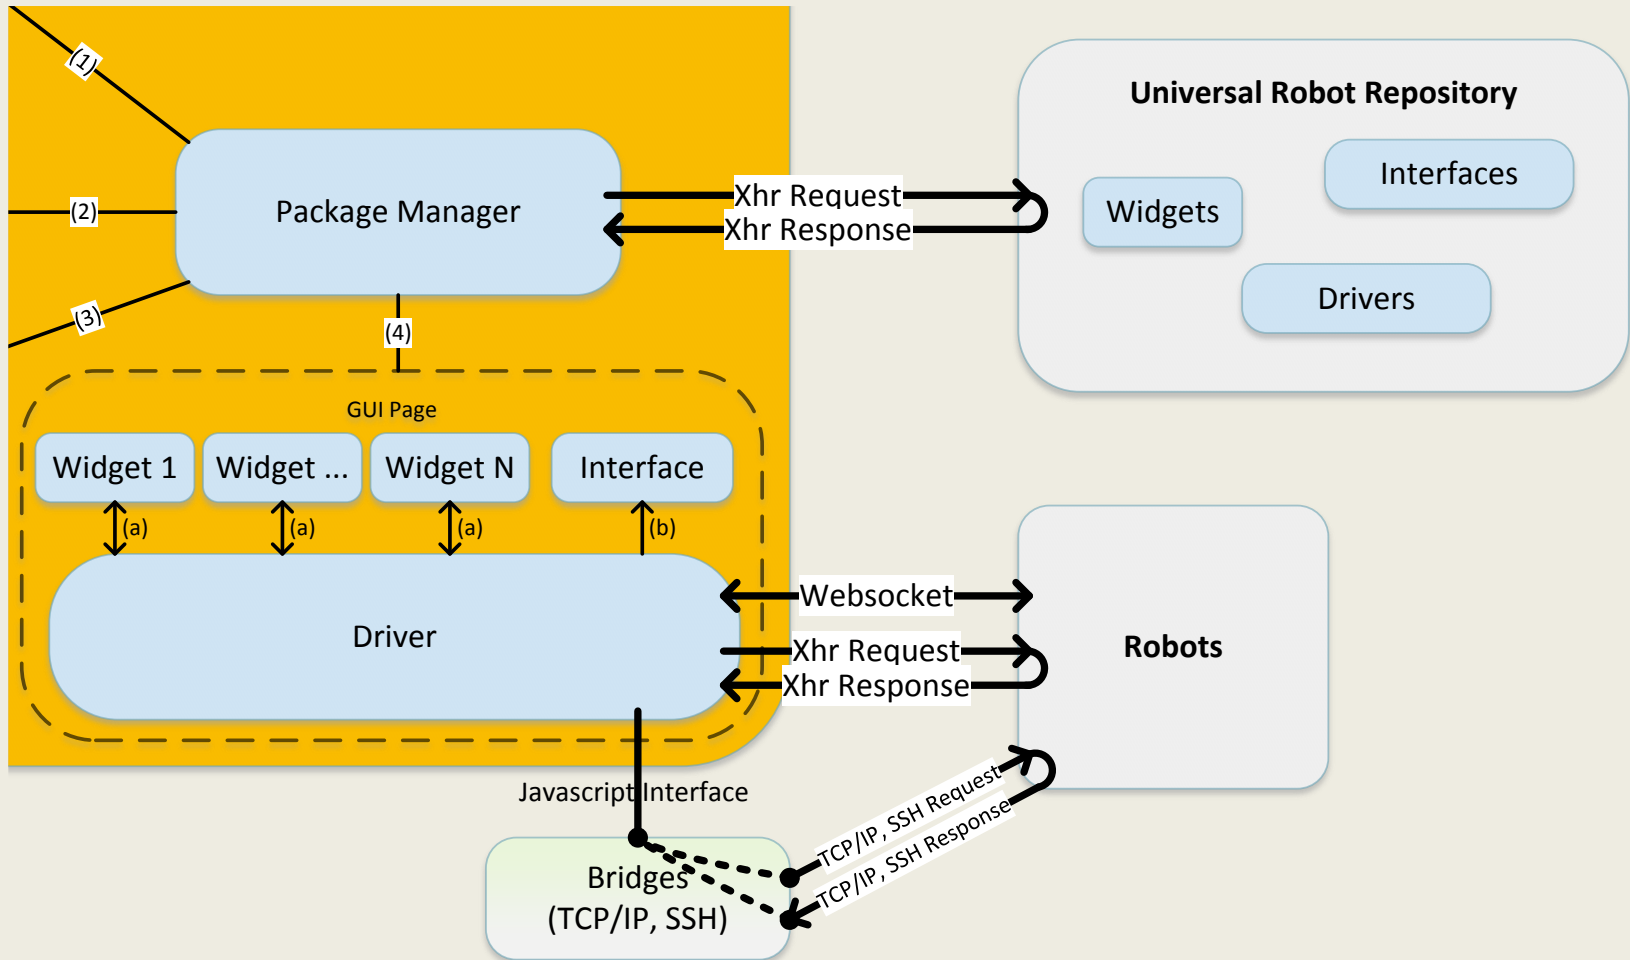 (1)
Universal Robot Repository
Interfaces
Widgets
Drivers
Xhr Request
Xhr Response
Package Manager
(2)
(3)
(4)
GUI Page
Widget 1
Widget ...
Widget N
Interface
(a)
(a)
(a)
(b)
Driver
Websocket
Xhr Request
Xhr Response
Robots
Javascript Interface
TCP/IP, SSH Request
TCP/IP, SSH Response
Bridges
(TCP/IP, SSH)